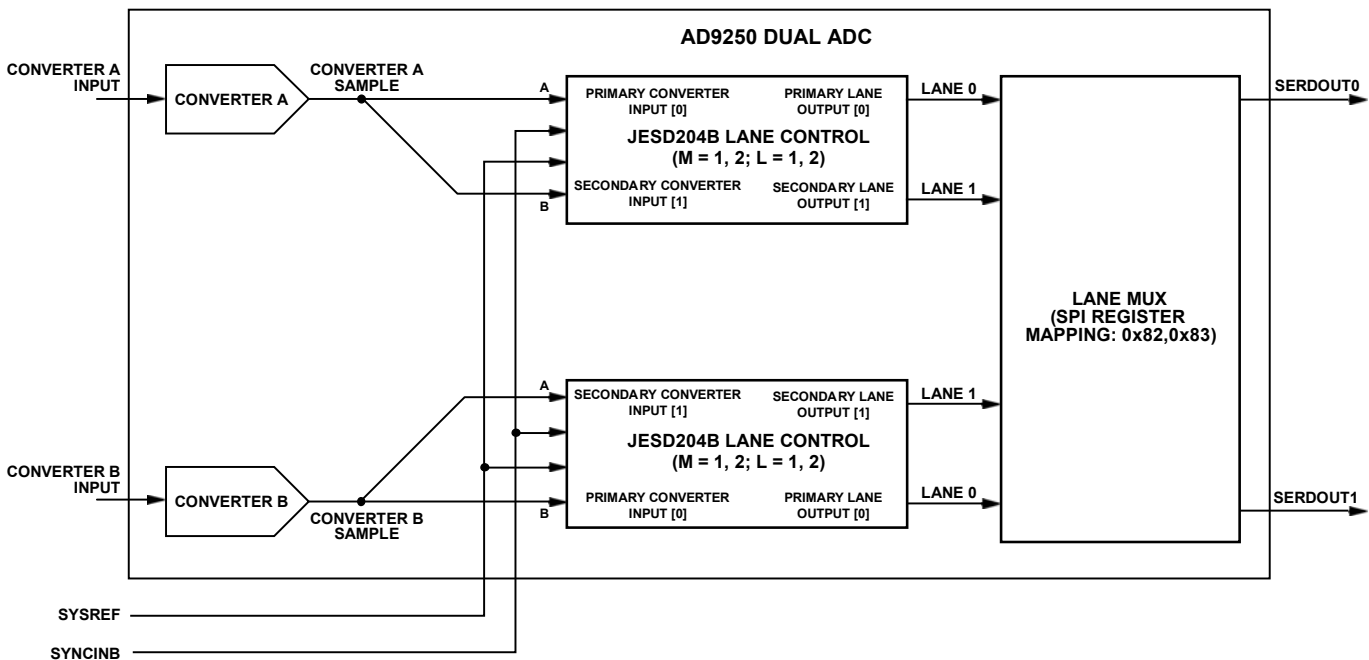 AD9250 DUAL ADC
CONVERTER A
INPUT
CONVERTER A
CONVERTER A
SAMPLE
A
B
PRIMARY CONVERTER
INPUT [0]
PRIMARY LANE
OUTPUT [0]
JESD204B LANE CONTROL
(M = 1, 2; L = 1, 2)
SECONDARY CONVERTER
INPUT [1]
SECONDARY LANE
OUTPUT [1]
LANE 0
LANE 1
SERDOUT0
LANE MUX
(SPI REGISTER
MAPPING: 0x82,0x83)
CONVERTER B
INPUT
CONVERTER B
CONVERTER B
SAMPLE
A
B
SECONDARY CONVERTER
INPUT [1]
SECONDARY LANE
OUTPUT [1]
JESD204B LANE CONTROL
(M = 1, 2; L = 1, 2)
PRIMARY CONVERTER
INPUT [0]
PRIMARY LANE
OUTPUT [0]
LANE 1
LANE 0
SERDOUT1
SYSREF
SYNCINB